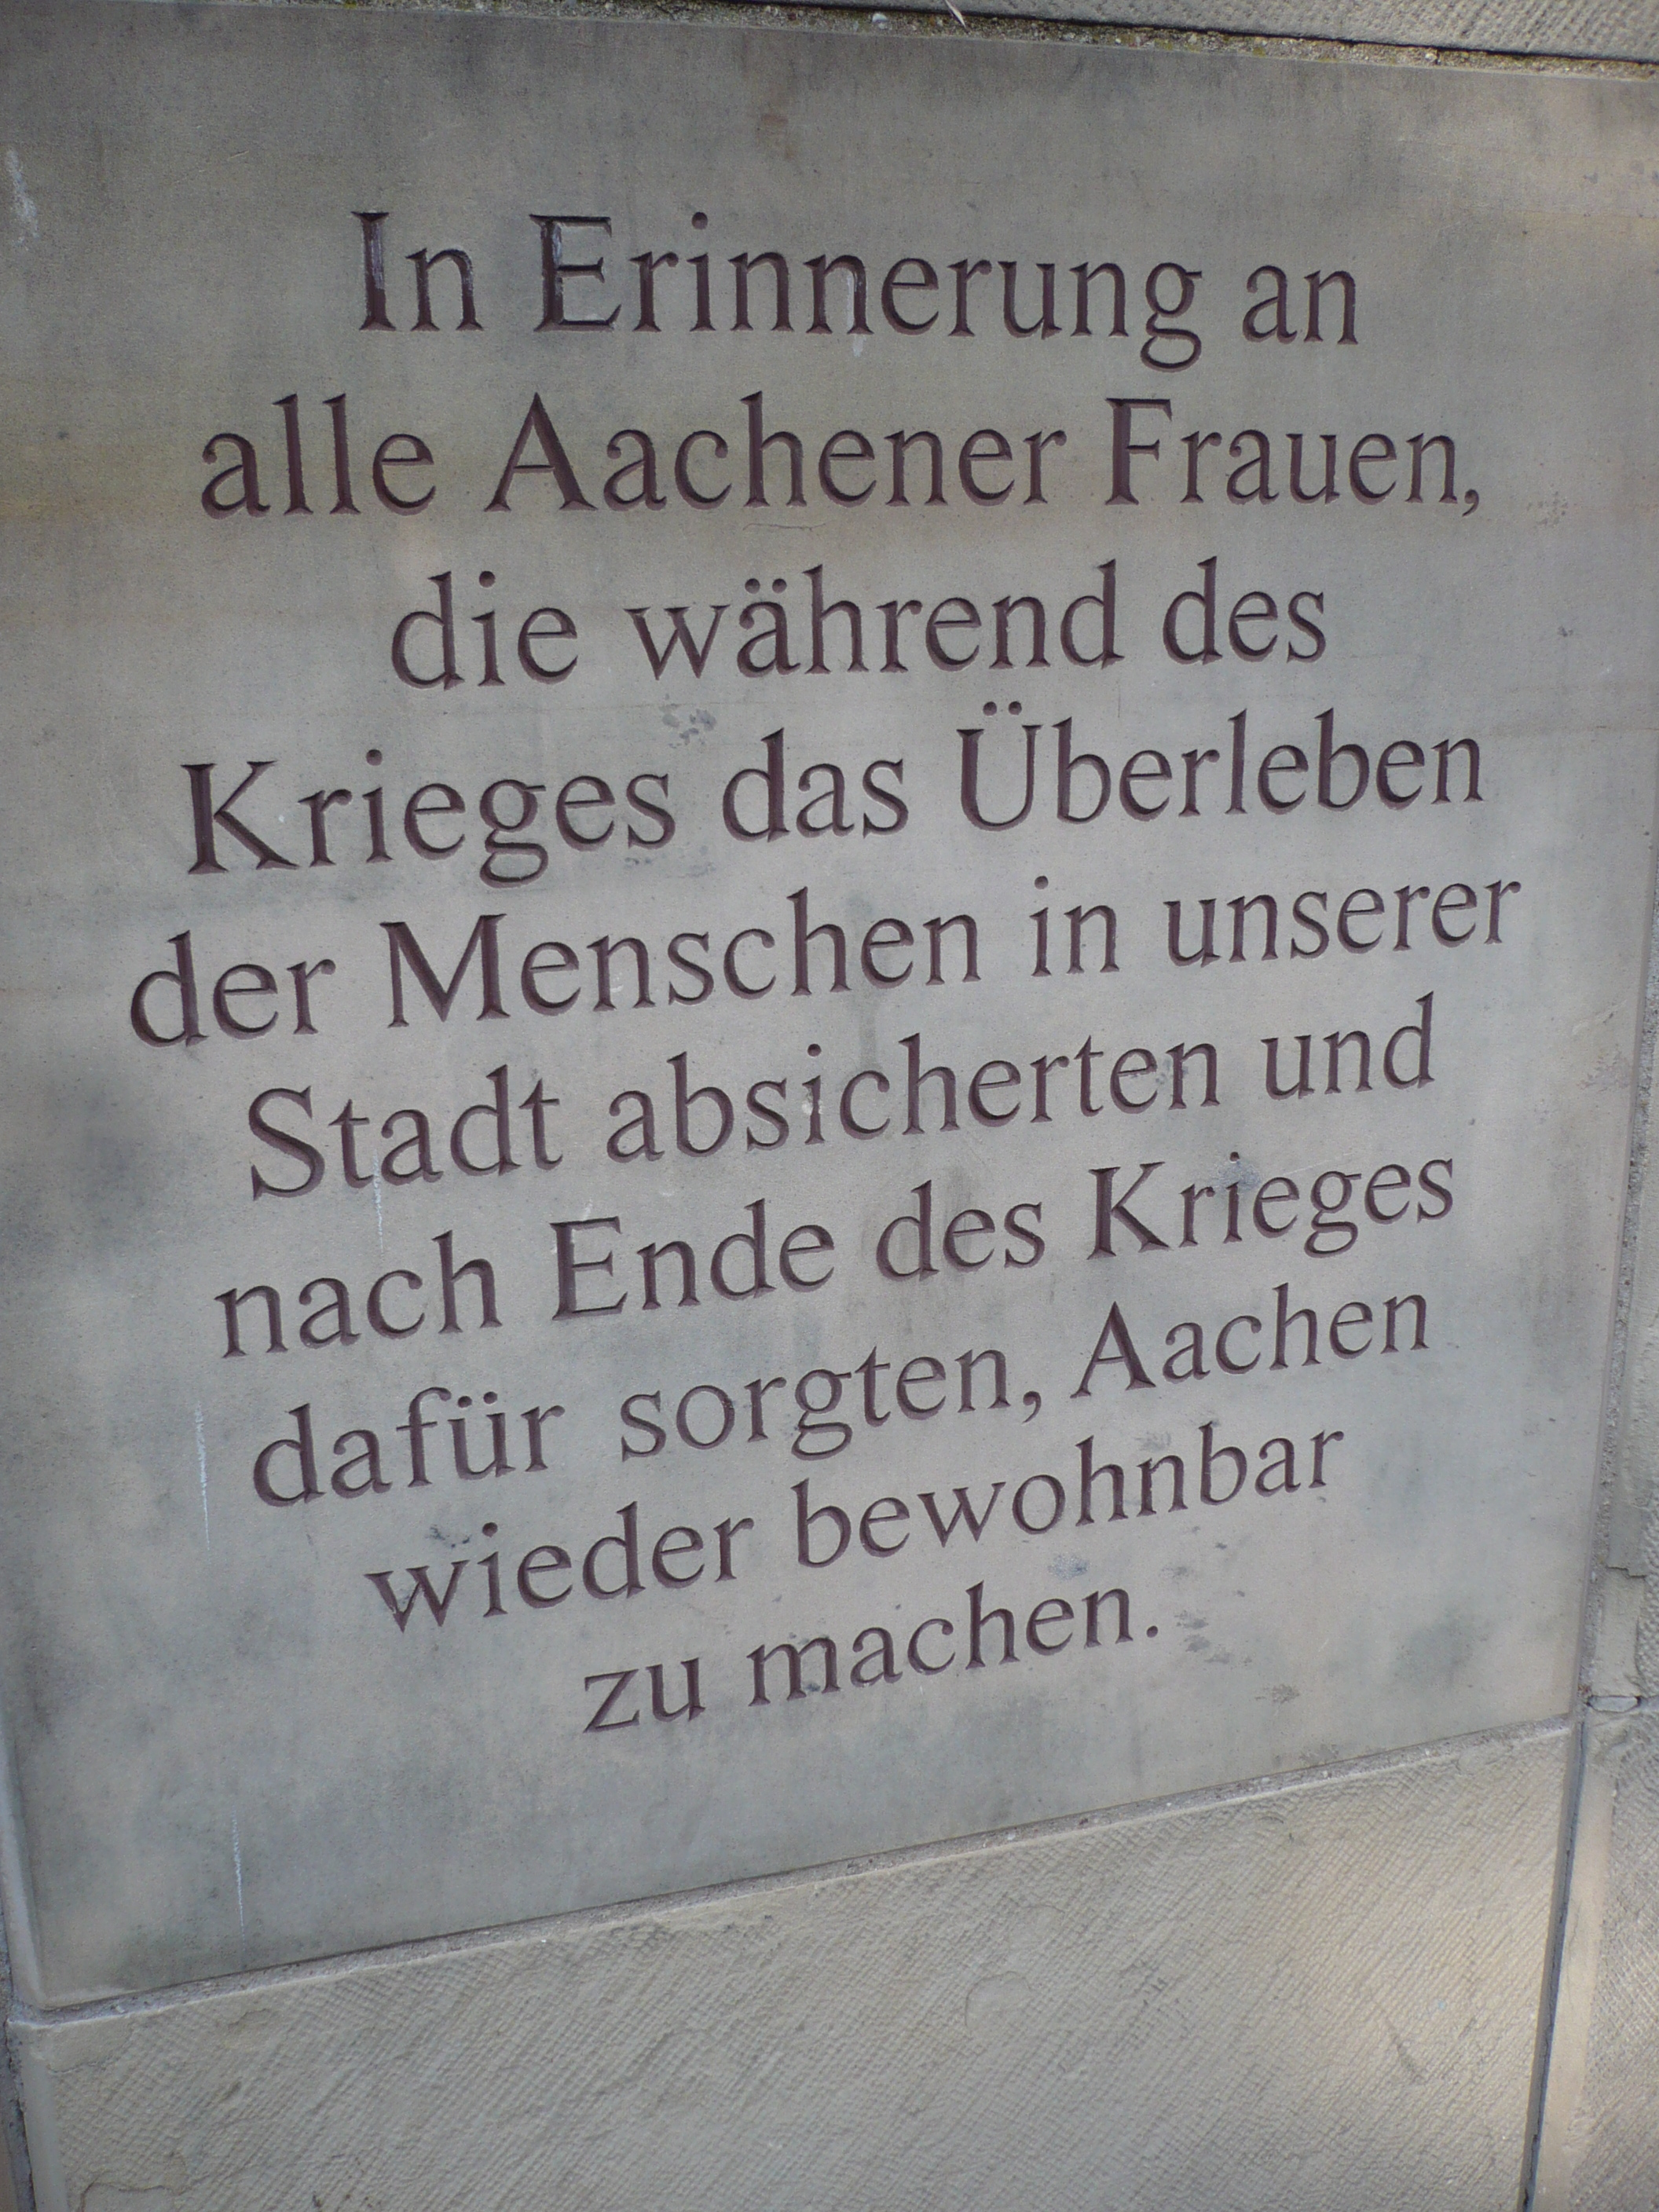 In Erinnerung an
alle Aachener Frauen,
die während des
Krieges das Überleben
der Menschen in unserer
Stadt absicherten und
nach Ende des Krieges
dafür sorgten, Aachen
wieder bewohnbar
zu machen.